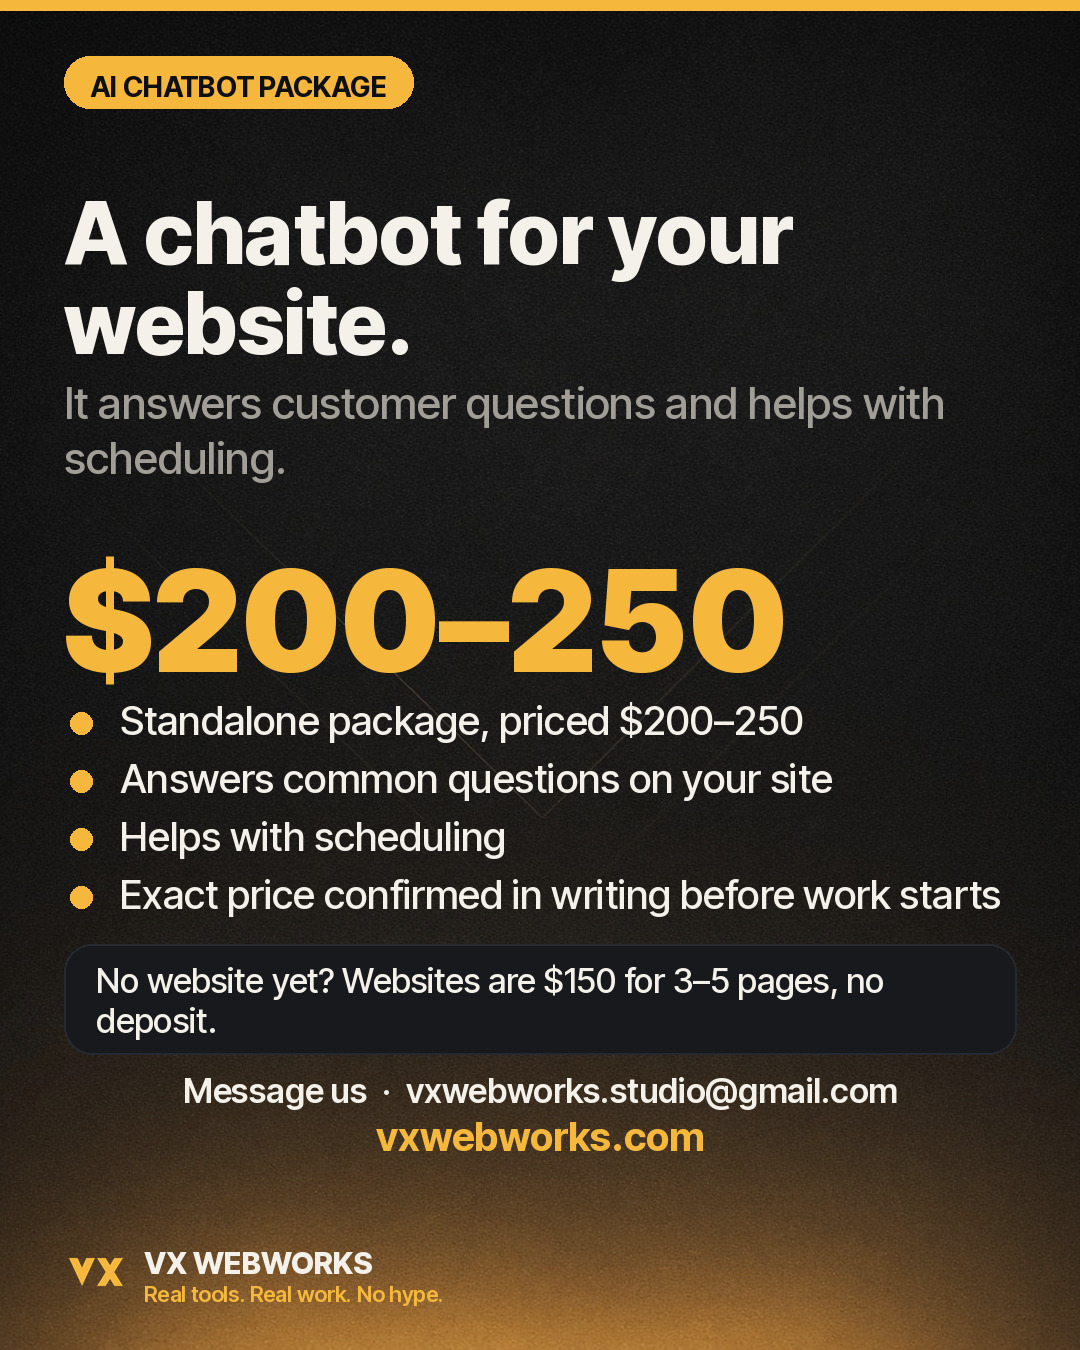 AI CHATBOT PACKAGE
A chatbot for your
website.
It answers customer questions and helps with
scheduling.
$200–250
Standalone package, priced $200–250
Answers common questions on your site
Helps with scheduling
Exact price confirmed in writing before work starts
No website yet? Websites are $150 for 3–5 pages, no
deposit.
Message us · vxwebworks.studio@gmail.com
vxwebworks.com
VX
VX WEBWORKS
Real tools. Real work. No hype.